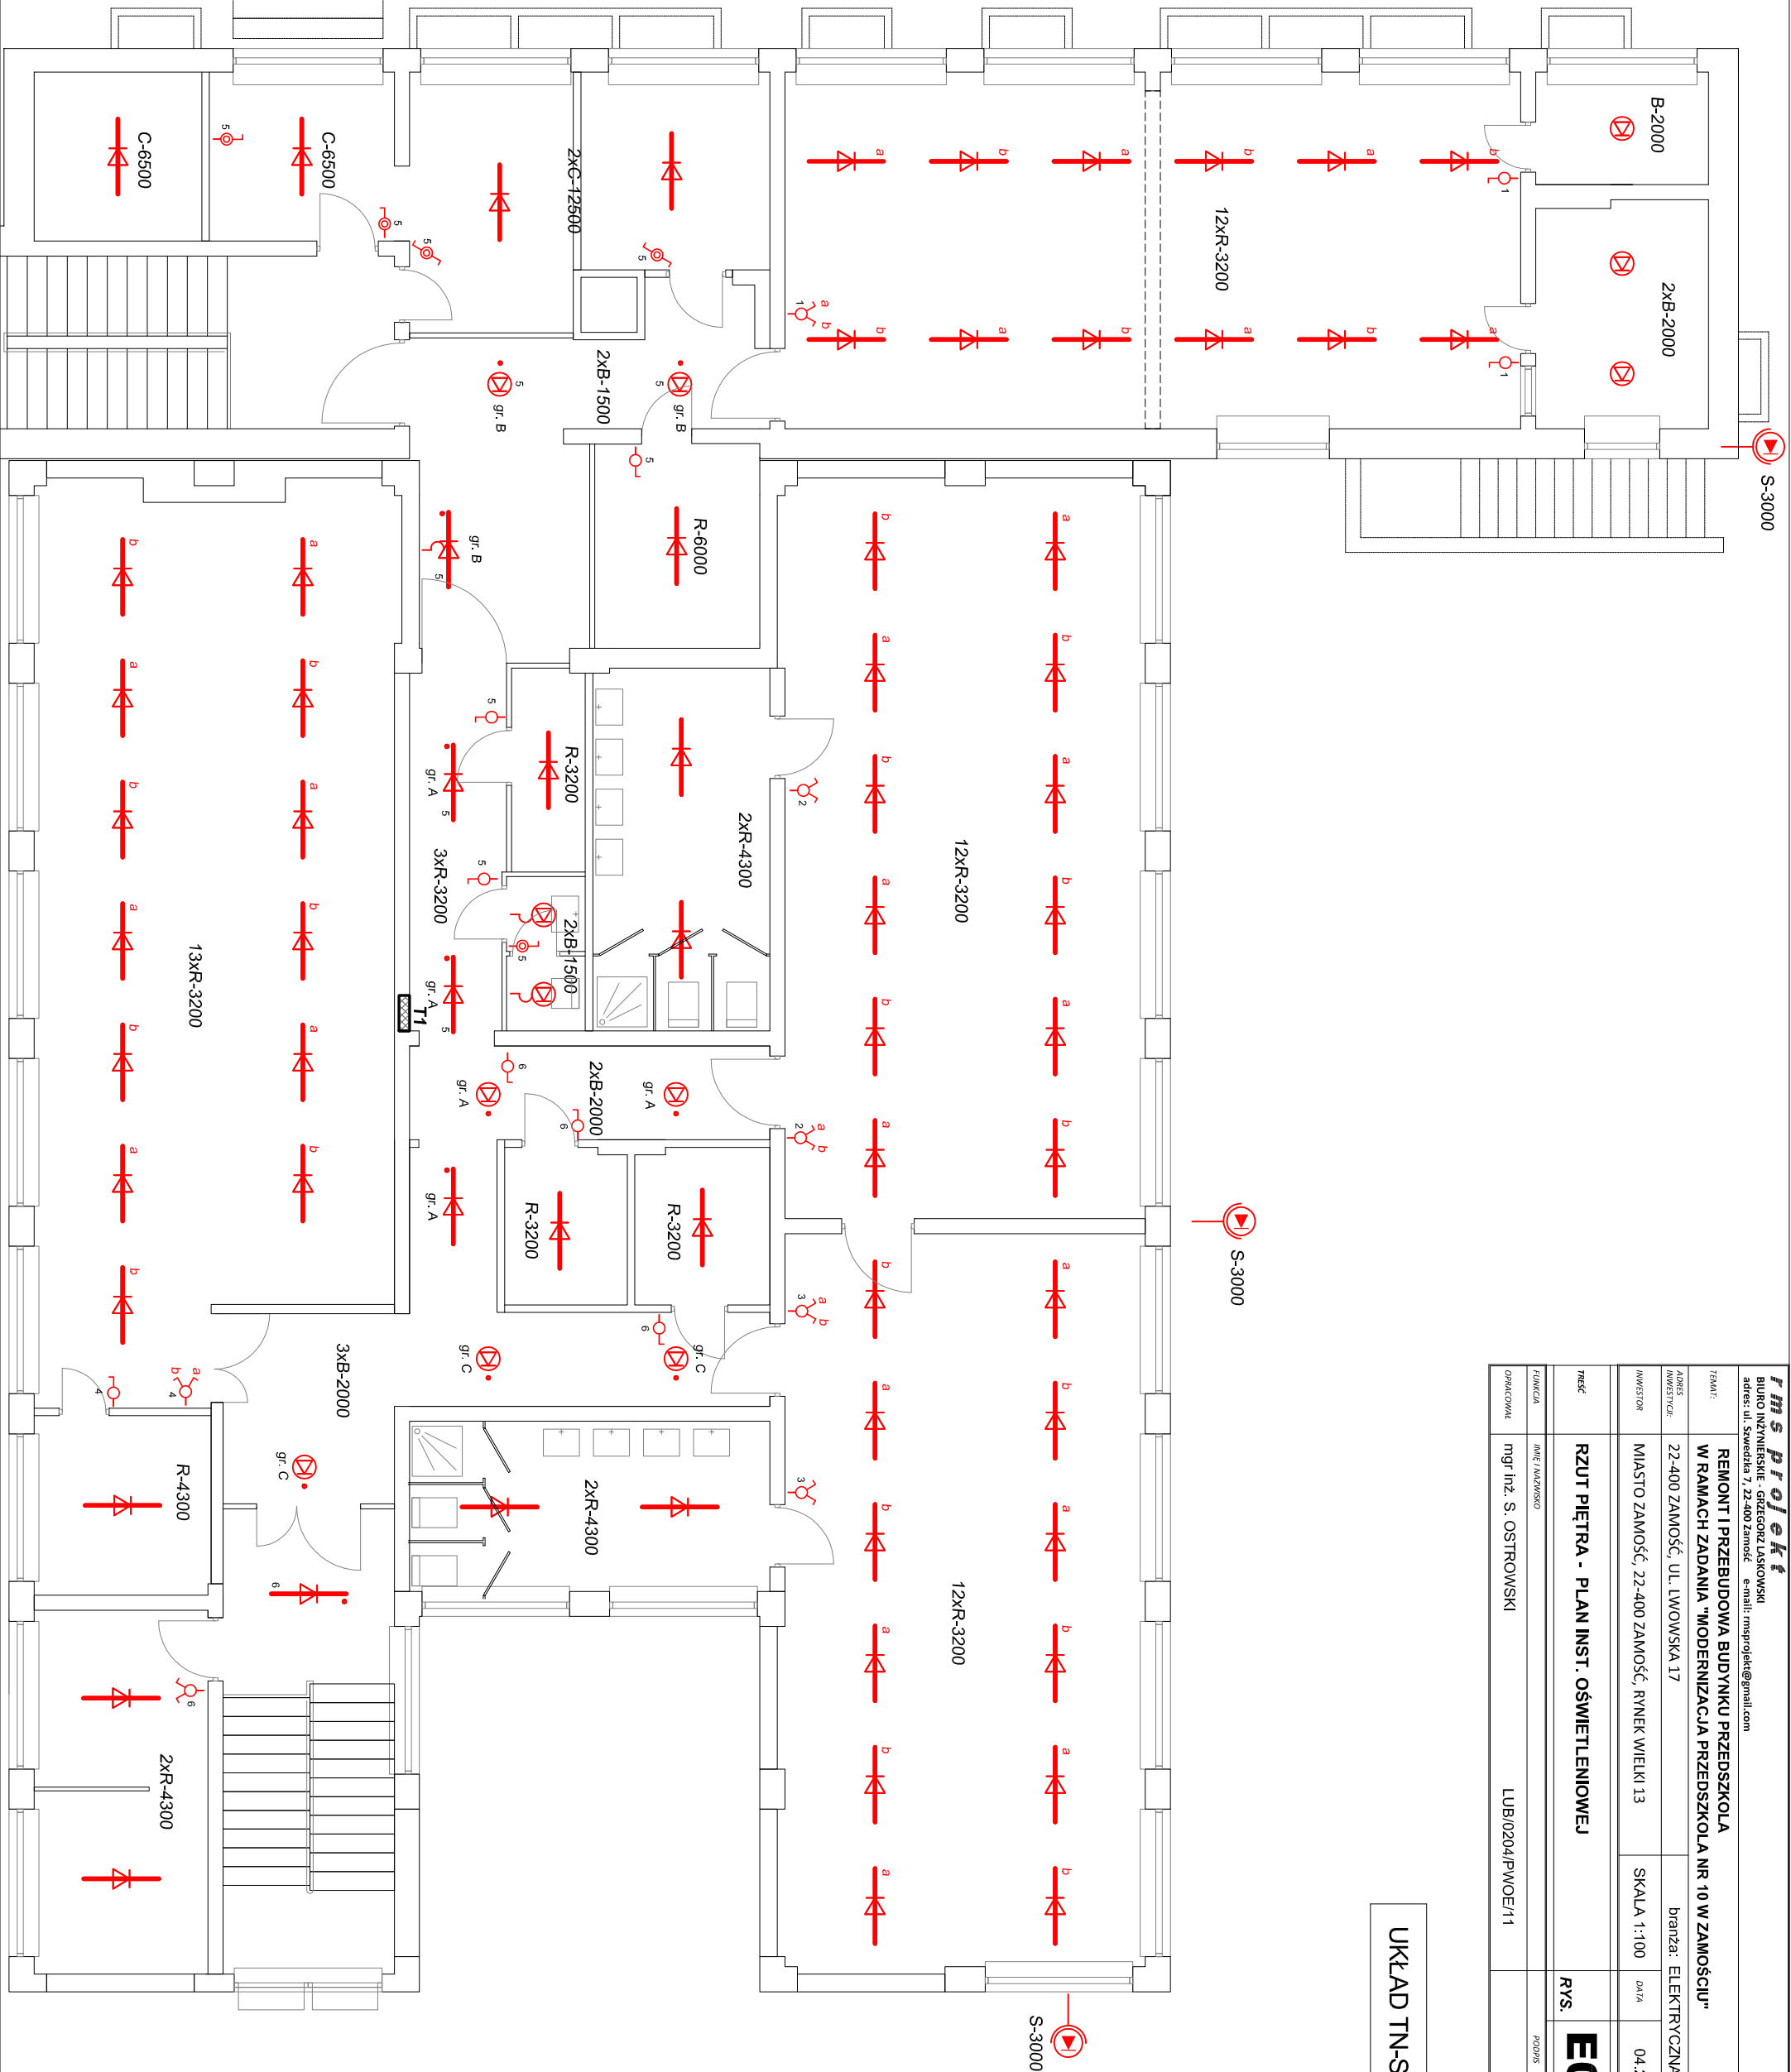 rms projekt
BIURO INŻYNIERSKIE - GRZEGORZ LASKOWSKI
adres: ul. Szwedzka 7, 22-400 Zamość e-mail: rmsprojekt@gmail.com
TEMAT:
REMONT I PRZEBUDOWA BUDYNKU PRZEDSZKOLA
W RAMACH ZADANIA "MODERNIZACJA PRZEDSZKOLA NR 10 W ZAMOŚCIU"
ADRES INWESTYCJI:
22-400 ZAMOŚĆ, UL. LWOWSKA 17
branża: ELEKTRYCZNA
INWESTOR
MIASTO ZAMOŚĆ, 22-400 ZAMOŚĆ, RYNEK WIELKI 13
SKALA 1:100
DATA
04.
TREŚĆ
RZUT PIĘTRA - PLAN INST. OŚWIETLENIOWEJ
RYS.
FUNKCJA
IMIĘ I NAZWISKO
PODPIS
OPRACOWAŁ
mgr inż. S. OSTROWSKI
LUB/0204/PWOE/11
UKŁAD TN-S
S-3000
S-3000
S-3000
B-2000
2xB-2000
12xR-3200
2xC-12500
C-6500
C-6500
2xB-1500
gr. B
gr. B
R-6000
gr. B
12xR-3200
2xR-4300
R-3200
3xR-3200
2xB-1500
gr. A
gr. A
T1
13xR-3200
2xB-2000
gr. A
gr. A
gr. A
R-3200
R-3200
gr. C
gr. C
12xR-3200
3xB-2000
gr. C
2xR-4300
R-4300
2xR-4300